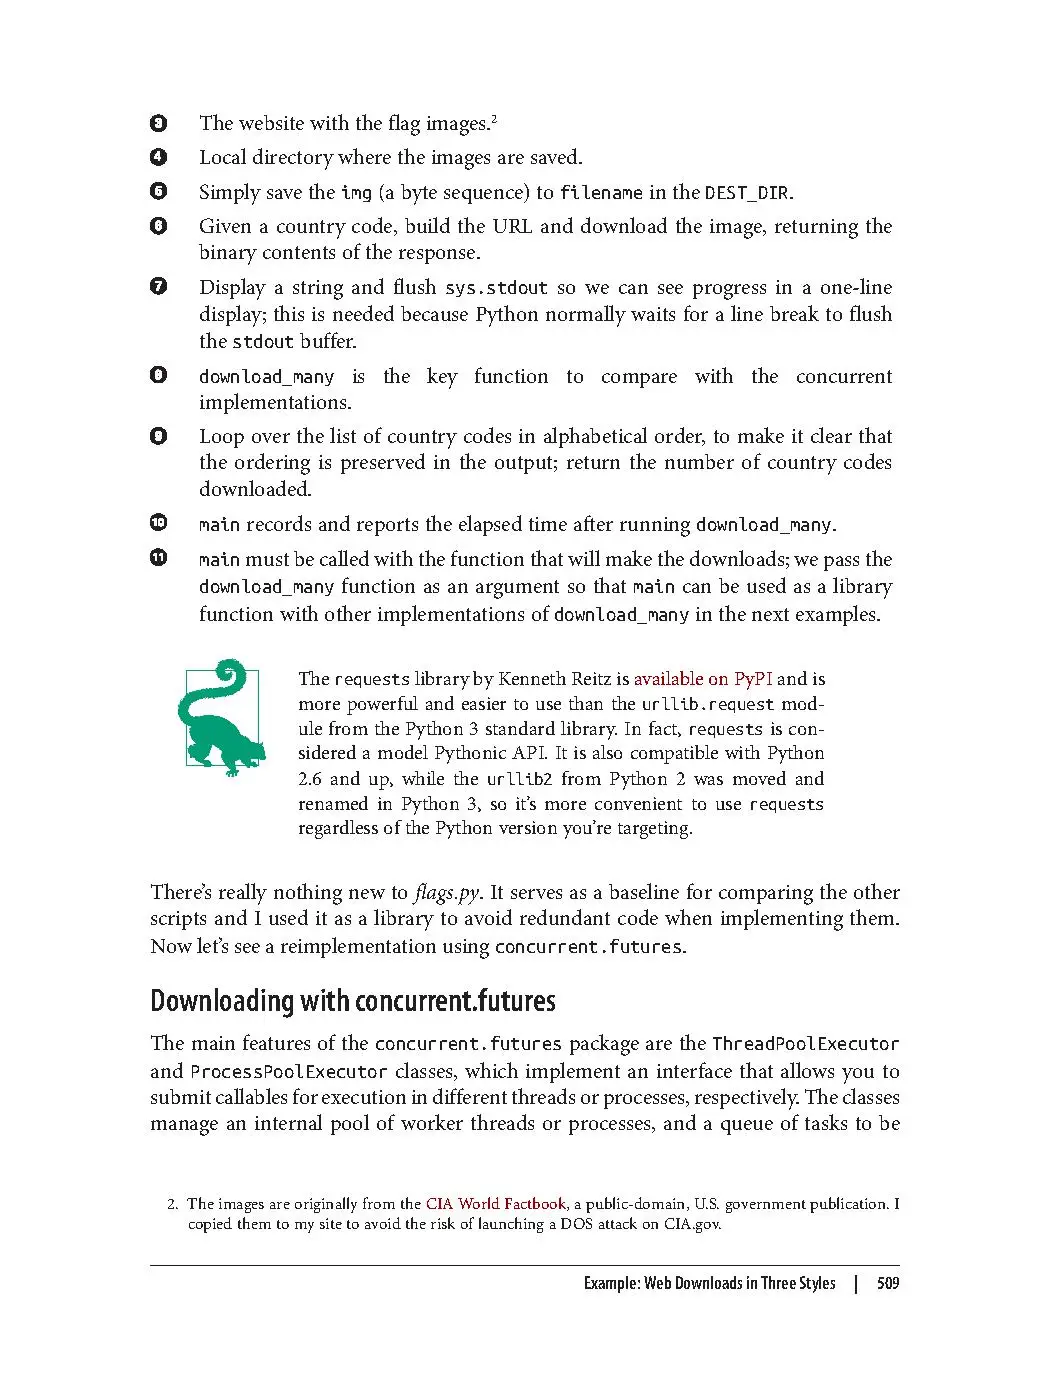 3 The website with the flag images.2
4 Local directory where the images are saved.
5 Simply save the img (a byte sequence) to filename in the DEST_DIR.
6 Given a country code, build the URL and download the image, returning the
binary contents of the response.
7 Display a string and flush sys.stdout so we can see progress in a one-line
display; this is needed because Python normally waits for a line break to flush
the stdout buffer.
8 download_many is the key function to compare with the concurrent
implementations.
9 Loop over the list of country codes in alphabetical order, to make it clear that
the ordering is preserved in the output; return the number of country codes
downloaded.
10 main records and reports the elapsed time after running download_many.
11 main must be called with the function that will make the downloads; we pass the
download_many function as an argument so that main can be used as a library
function with other implementations of download_many in the next examples.
The requests library by Kenneth Reitz is available on PyPI and is
more powerful and easier to use than the urllib.request mod-
ule from the Python 3 standard library. In fact, requests is con-
sidered a model Pythonic API. It is also compatible with Python
2.6 and up, while the urllib2 from Python 2 was moved and
renamed in Python 3, so it’s more convenient to use requests
regardless of the Python version you’re targeting.
There’s really nothing new to flags.py. It serves as a baseline for comparing the other
scripts and I used it as a library to avoid redundant code when implementing them.
Now let’s see a reimplementation using concurrent.futures.
Downloading with concurrent.futures
The main features of the concurrent.futures package are the ThreadPoolExecutor
and ProcessPoolExecutor classes, which implement an interface that allows you to
submit callables for execution in different threads or processes, respectively. The classes
manage an internal pool of worker threads or processes, and a queue of tasks to be
2. The images are originally from the CIA World Factbook, a public-domain, U.S. government publication. I
copied them to my site to avoid the risk of launching a DOS attack on CIA.gov.
Example: Web Downloads in Three Styles | 509